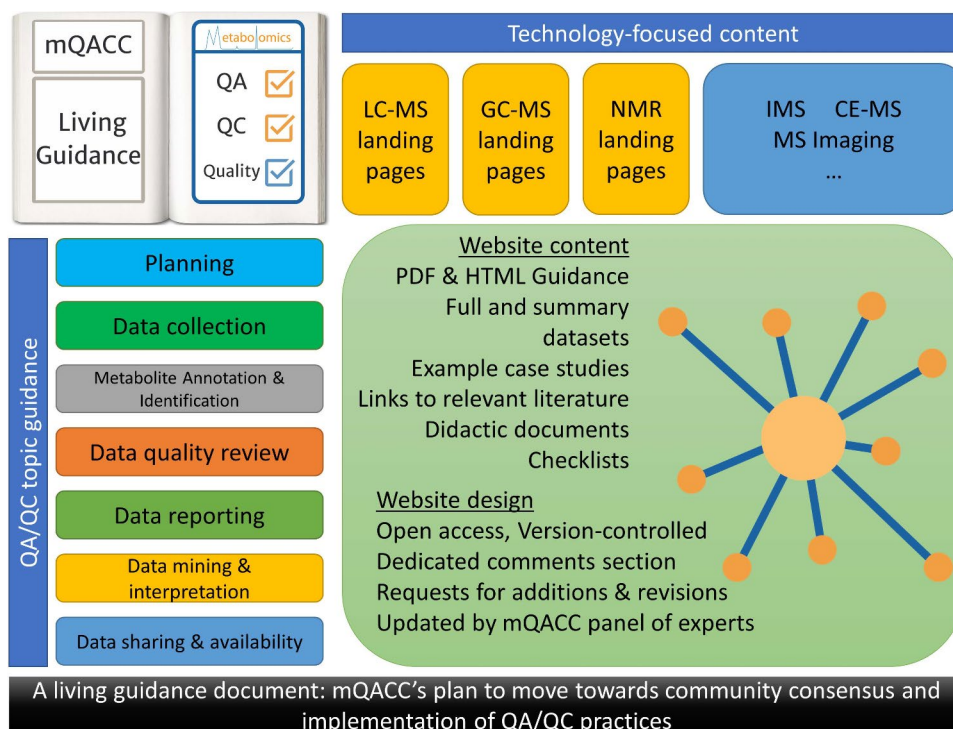 mQACC
Living
Guidance
Metabolomics
QA
QC
Quality
Technology-focused content
LC-MS
landing
pages
GC-MS
landing
pages
NMR
landing
pages
IMS CE-MS
MS Imaging
...
QA/QC topic guidance
Planning
Data collection
Metabolite Annotation &
Identification
Data quality review
Data reporting
Data mining &
interpretation
Data sharing & availability
Website content
PDF & HTML Guidance
Full and summary
datasets
Example case studies
Links to relevant literature
Didactic documents
Checklists
Website design
Open access, Version-controlled
Dedicated comments section
Requests for additions & revisions
Updated by mQACC panel of experts
A living guidance document: mQACC’s plan to move towards community consensus and
implementation of QA/QC practices